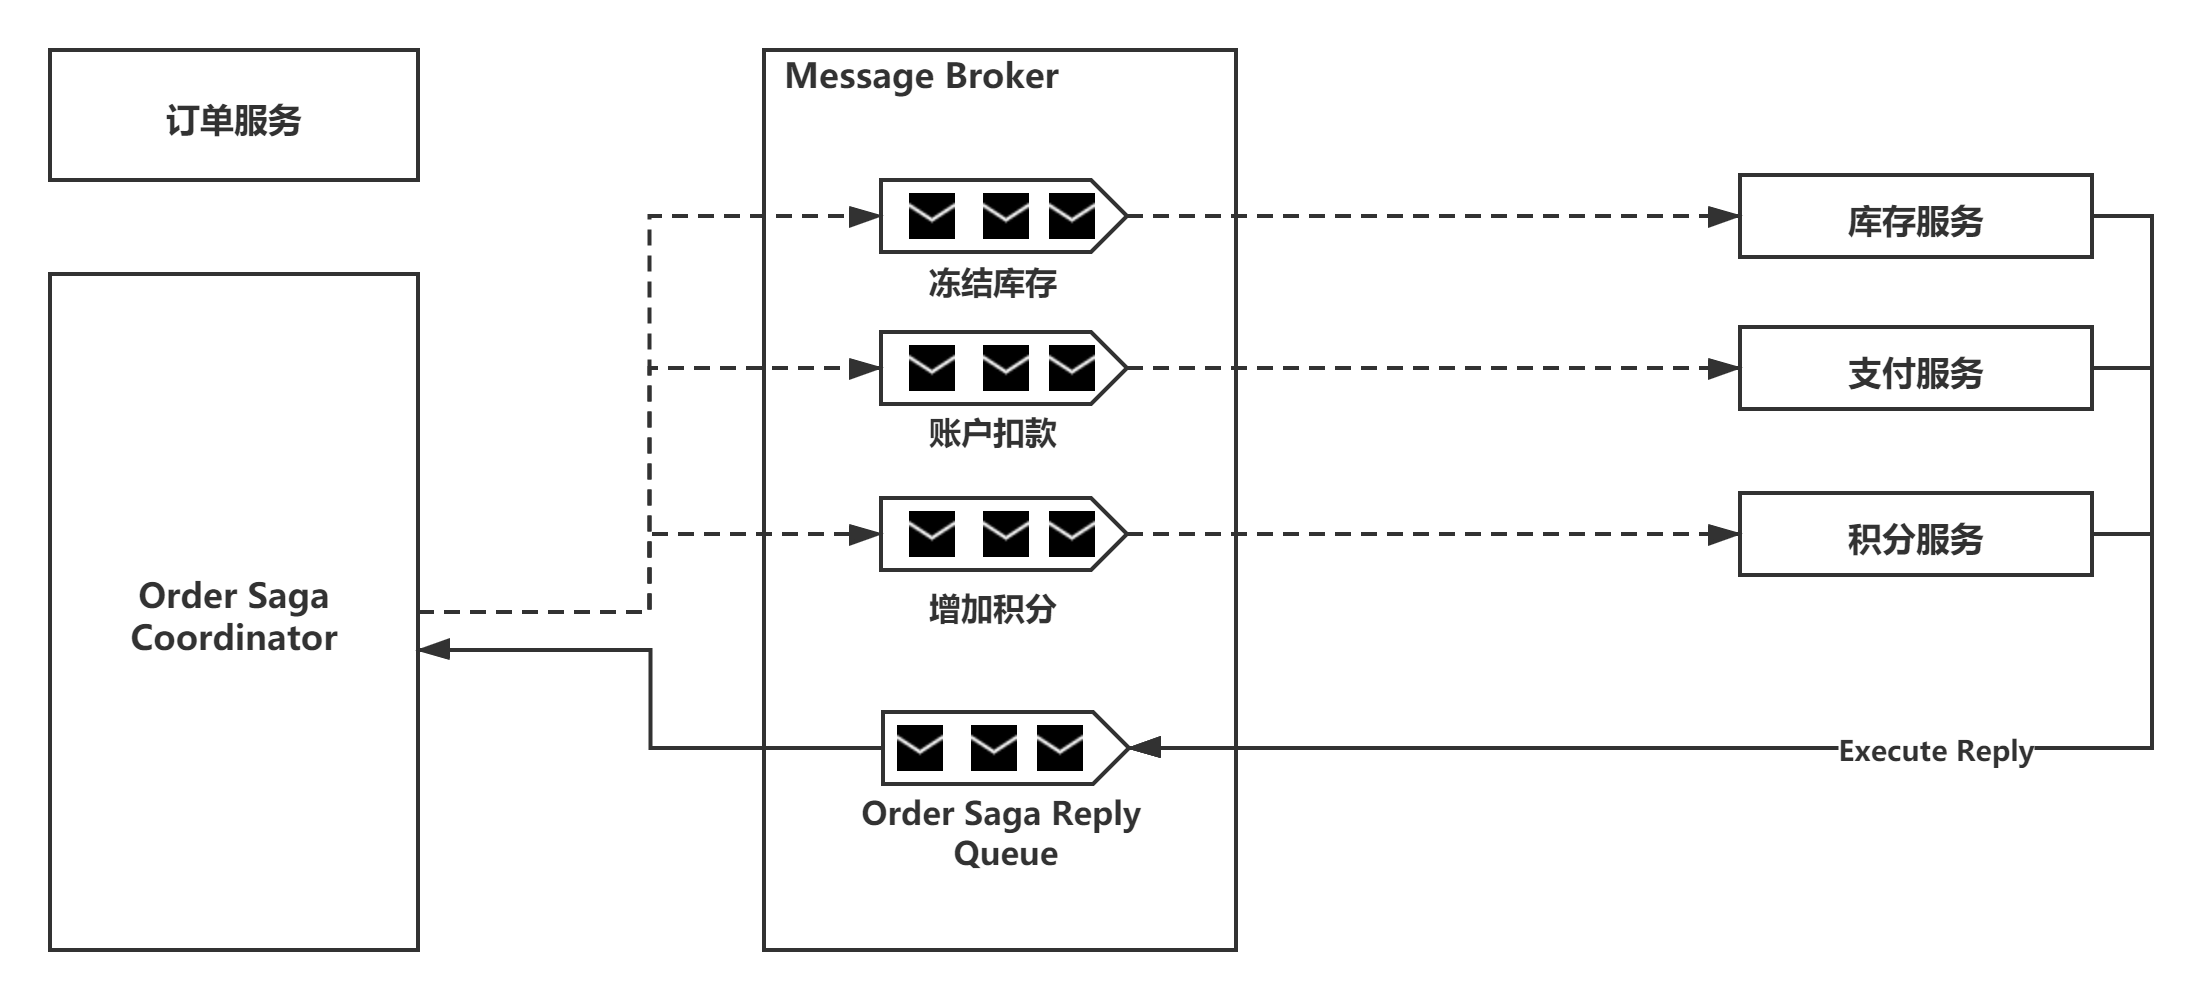 订单服务
Order Saga
Coordinator
Message Broker
冻结库存
账户扣款
增加积分
Order Saga Reply
Queue
库存服务
支付服务
积分服务
Execute Reply